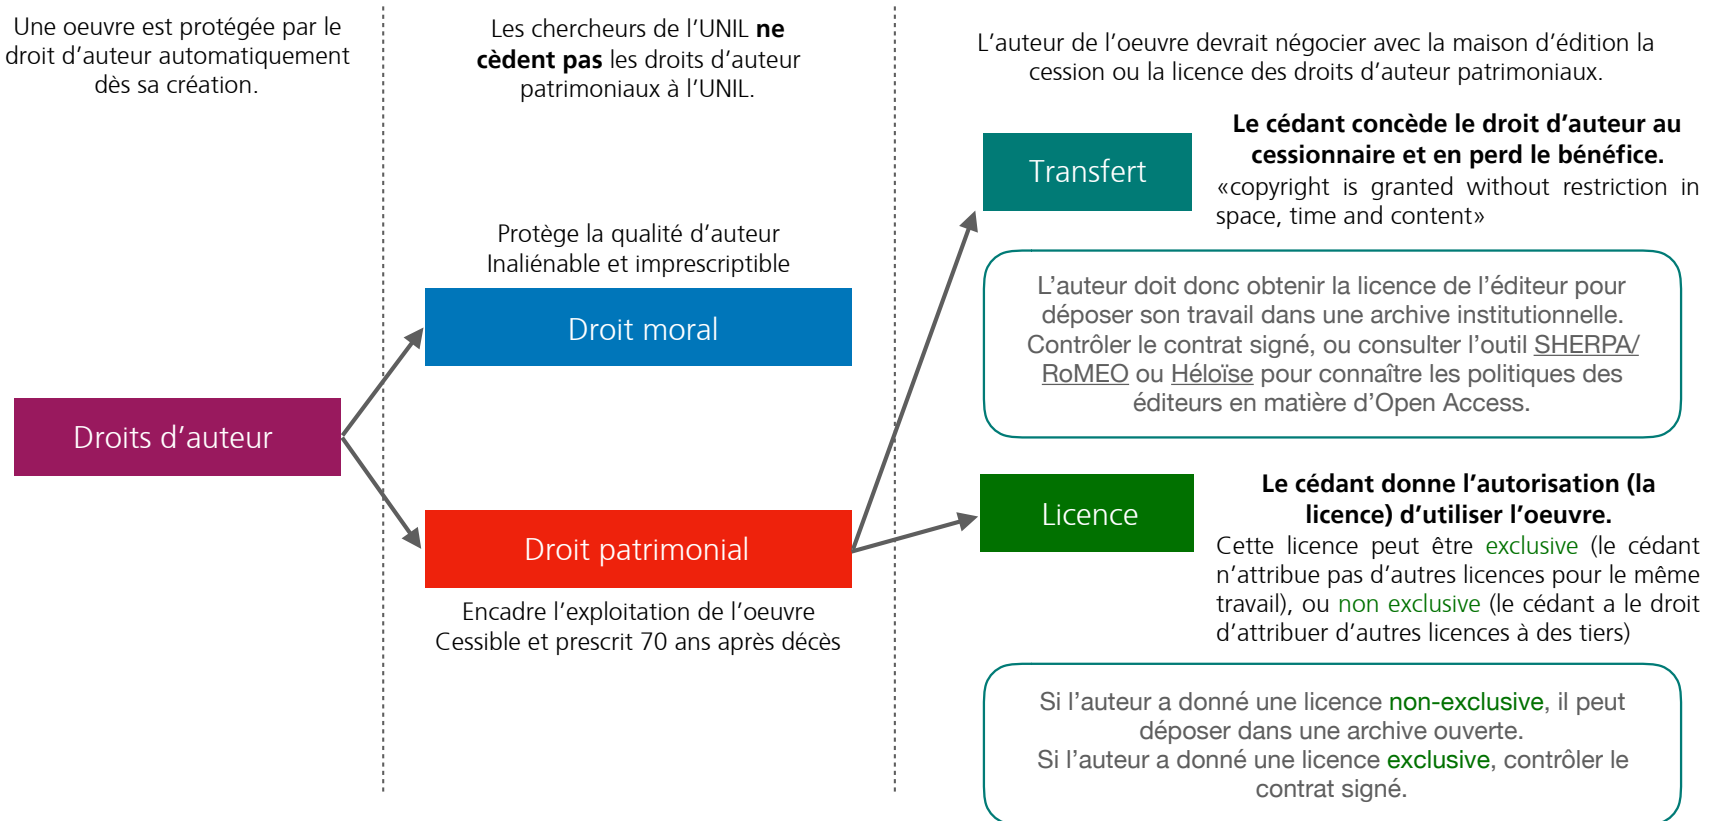 Une oeuvre est protégée par le
droit d’auteur automatiquement
dès sa création.
Droits d’auteur
Les chercheurs de l’UNIL ne
cèdent pas les droits d’auteur
patrimoniaux à l’UNIL.
Protège la qualité d’auteur
Inaliénable et imprescriptible
Droit moral
Droit patrimonial
Encadre l’exploitation de l’oeuvre
Cessible et prescrit 70 ans après décès
L’auteur de l’oeuvre devrait négocier avec la maison d’édition la
cession ou la licence des droits d’auteur patrimoniaux.
Transfert
Le cédant concède le droit d’auteur au
cessionnaire et en perd le bénéfice.
«copyright is granted without restriction in
space, time and content»
L’auteur doit donc obtenir la licence de l’éditeur pour
déposer son travail dans une archive institutionnelle.
Contrôler le contrat signé, ou consulter l’outil SHERPA/
RoMEO ou Héloïse pour connaître les politiques des
éditeurs en matière d’Open Access.
Licence
Le cédant donne l’autorisation (la
licence) d’utiliser l’oeuvre.
Cette licence peut être exclusive (le cédant
n’attribue pas d’autres licences pour le même
travail), ou non exclusive (le cédant a le droit
d’attribuer d’autres licences à des tiers)
Si l’auteur a donné une licence non-exclusive, il peut
déposer dans une archive ouverte.
Si l’auteur a donné une licence exclusive, contrôler le
contrat signé.